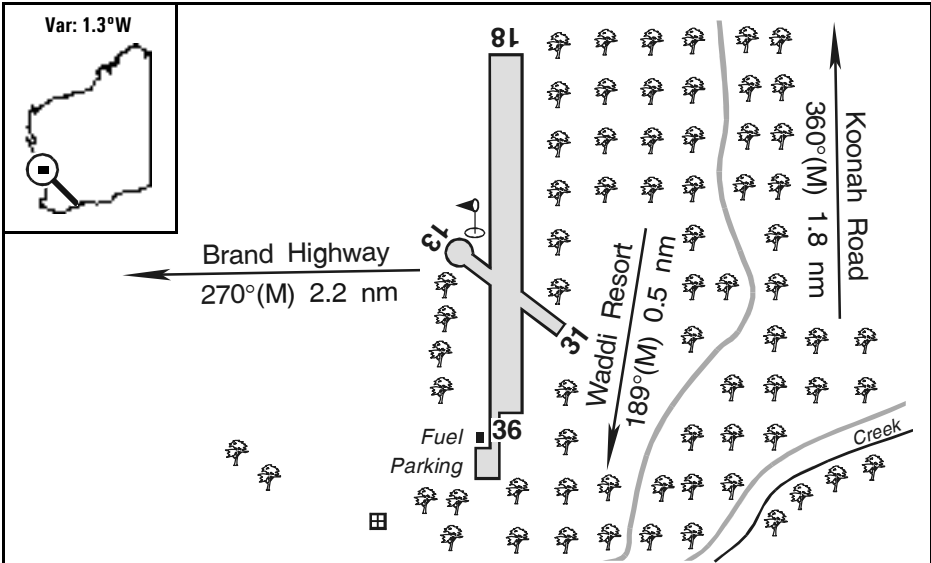 Var: 1.3°W
18
13
Brand Highway
270°(M) 2.2 nm
31
Waddi Resort
189°(M) 0.5 nm
Koonah Road
360°(M) 1.8 nm
36
Fuel
Parking
Creek